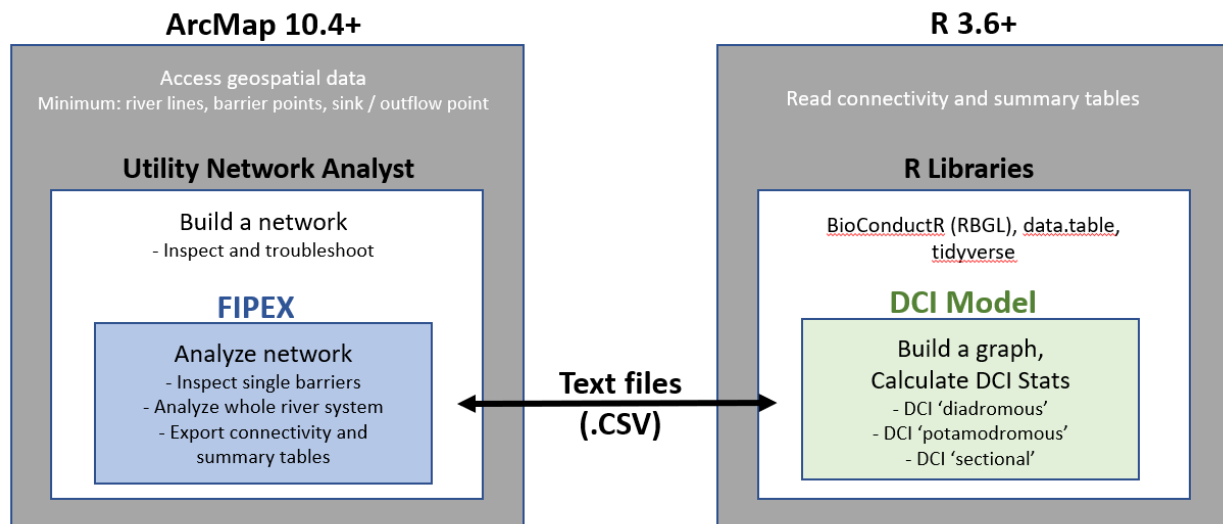 ArcMap 10.4+
Access geospatial data
Minimum: river lines, barrier points, sink / outflow point
Utility Network Analyst
Build a network
- Inspect and troubleshoot
FIPEX
Analyze network
- Inspect single barriers
- Analyze whole river system
- Export connectivity and
summary tables
Text files
(.CSV)
R 3.6+
Read connectivity and summary tables
R Libraries
BioConductR (RBGL), data.table,
tidyverse
DCI Model
Build a graph,
Calculate DCI Stats
- DCI ‘diadromous’
- DCI ‘potamodromous’
- DCI ‘sectional’